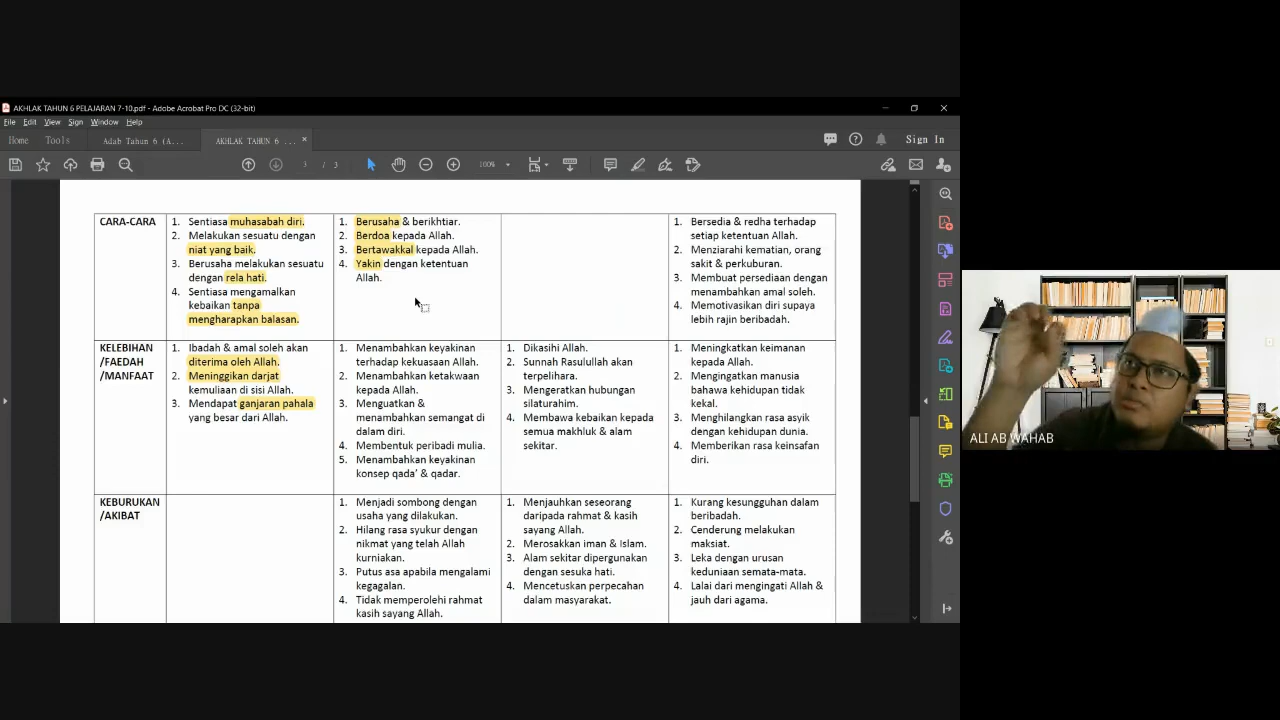 AKHLAK TAHUN 6 PELAJARAN 7-10.pdf - Adobe Acrobat Pro DC (32-bit)
File Edit View Sign Window Help
Home Tools Adab Tahun 6 (A... AKHLAK TAHUN 6 ... × Sign In
3 / 3 100%
CARA-CARA
1. Sentiasa muhasabah diri.
2. Melakukan sesuatu dengan
niat yang baik.
3. Berusaha melakukan sesuatu
dengan rela hati.
4. Sentiasa mengamalkan
kebaikan tanpa
mengharapkan balasan.
1. Berusaha & berikhtiar.
2. Berdoa kepada Allah.
3. Bertawakkal kepada Allah.
4. Yakin dengan ketentuan
Allah.
1. Bersedia & redha terhadap
setiap ketentuan Allah.
2. Menziarahi kematian, orang
sakit & perkuburan.
3. Membuat persediaan dengan
menambahkan amal soleh.
4. Memotivasikan diri supaya
lebih rajin beribadah.
KELEBIHAN
/FAEDAH
/MANFAAT
1. Ibadah & amal soleh akan
diterima oleh Allah.
2. Meninggikan darjat
kemuliaan di sisi Allah.
3. Mendapat ganjaran pahala
yang besar dari Allah.
1. Menambahkan keyakinan
terhadap kekuasaan Allah.
2. Menambahkan ketakwaan
kepada Allah.
3. Menguatkan &
menambahkan semangat di
dalam diri.
4. Membentuk peribadi mulia.
5. Menambahkan keyakinan
konsep qada’ & qadar.
1. Dikasihi Allah.
2. Sunnah Rasulullah akan
terpelihara.
3. Mengeratkan hubungan
silaturahim.
4. Membawa kebaikan kepada
semua makhluk & alam
sekitar.
1. Meningkatkan keimanan
kepada Allah.
2. Mengingatkan manusia
bahawa kehidupan tidak
kekal.
3. Menghilangkan rasa asyik
dengan kehidupan dunia.
4. Memberikan rasa keinsafan
diri.
KEBURUKAN
/AKIBAT
1. Menjadi sombong dengan
usaha yang dilakukan.
2. Hilang rasa syukur dengan
nikmat yang telah Allah
kurniakan.
3. Putus asa apabila mengalami
kegagalan.
4. Tidak memperolehi rahmat
kasih sayang Allah.
1. Menjauhkan seseorang
daripada rahmat & kasih
sayang Allah.
2. Merosakkan iman & Islam.
3. Alam sekitar dipergunakan
dengan sesuka hati.
4. Mencetuskan perpecahan
dalam masyarakat.
1. Kurang kesungguhan dalam
beribadah.
2. Cenderung melakukan
maksiat.
3. Leka dengan urusan
keduniaan semata-mata.
4. Lalai dari mengingati Allah &
jauh dari agama.
ALI AB WAHAB